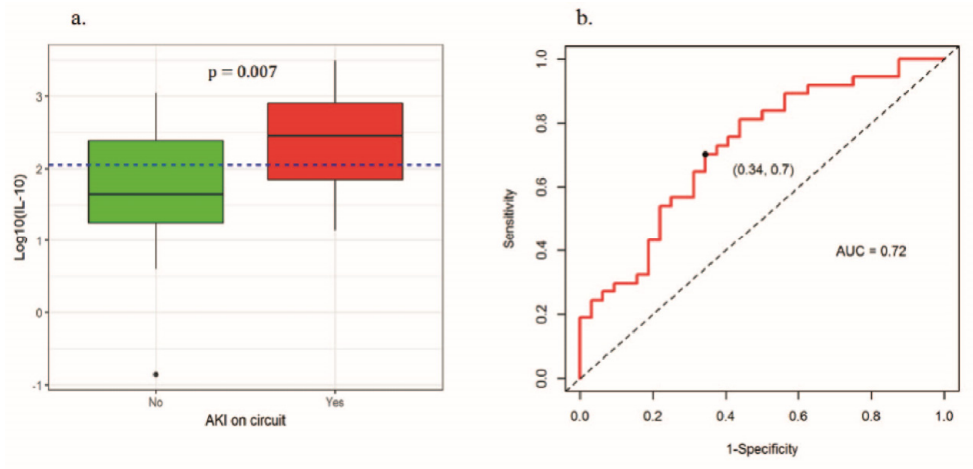 a.
p = 0.007
3
2
1
0
-1
Log10(IL-10)
No
Yes
AKI on circuit
b.
1.0
0.8
0.6
0.4
0.2
0.0
Sensitivity
(0.34, 0.7)
AUC = 0.72
0.0 0.2 0.4 0.6 0.8 1.0
1-Specificity